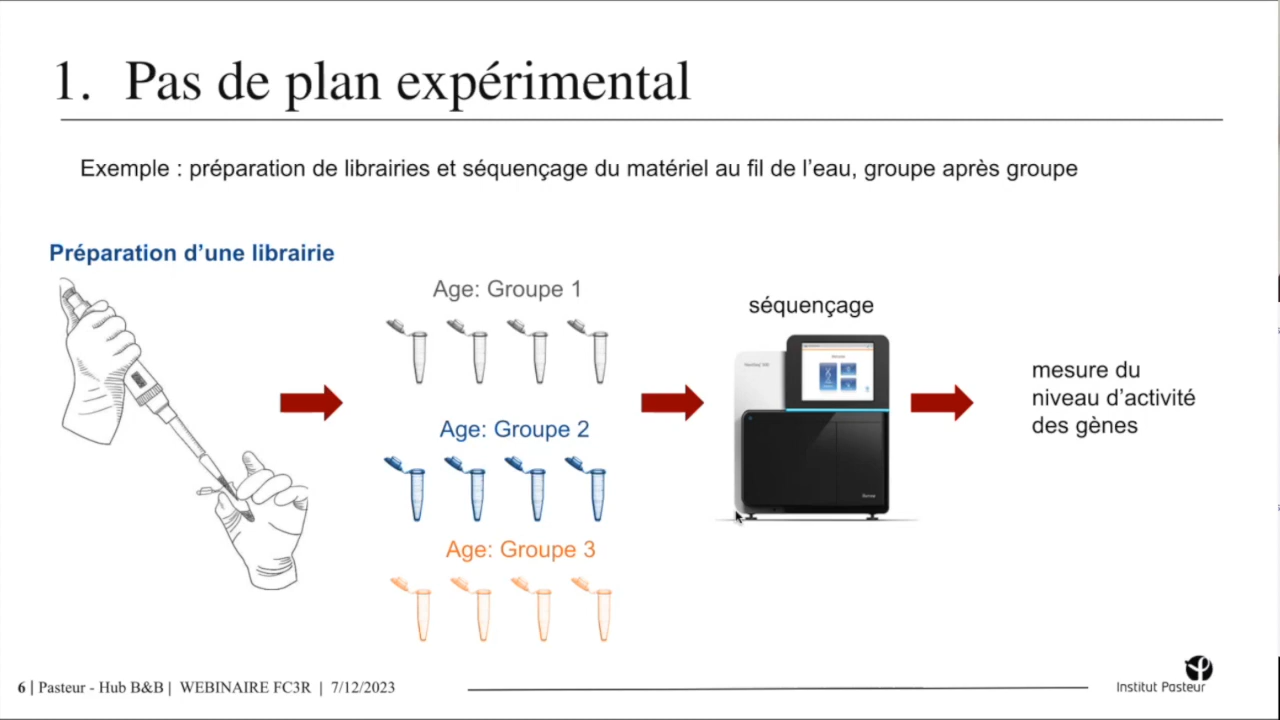 1. Pas de plan expérimental
Exemple : préparation de librairies et séquençage du matériel au fil de l'eau, groupe après groupe
Préparation d'une librairie
Age: Groupe 1
Age: Groupe 2
Age: Groupe 3
séquençage
mesure du
niveau d'activité
des gènes
6 | Pasteur - Hub B&B | WEBINAIRE FC3R | 7/12/2023
Institut Pasteur